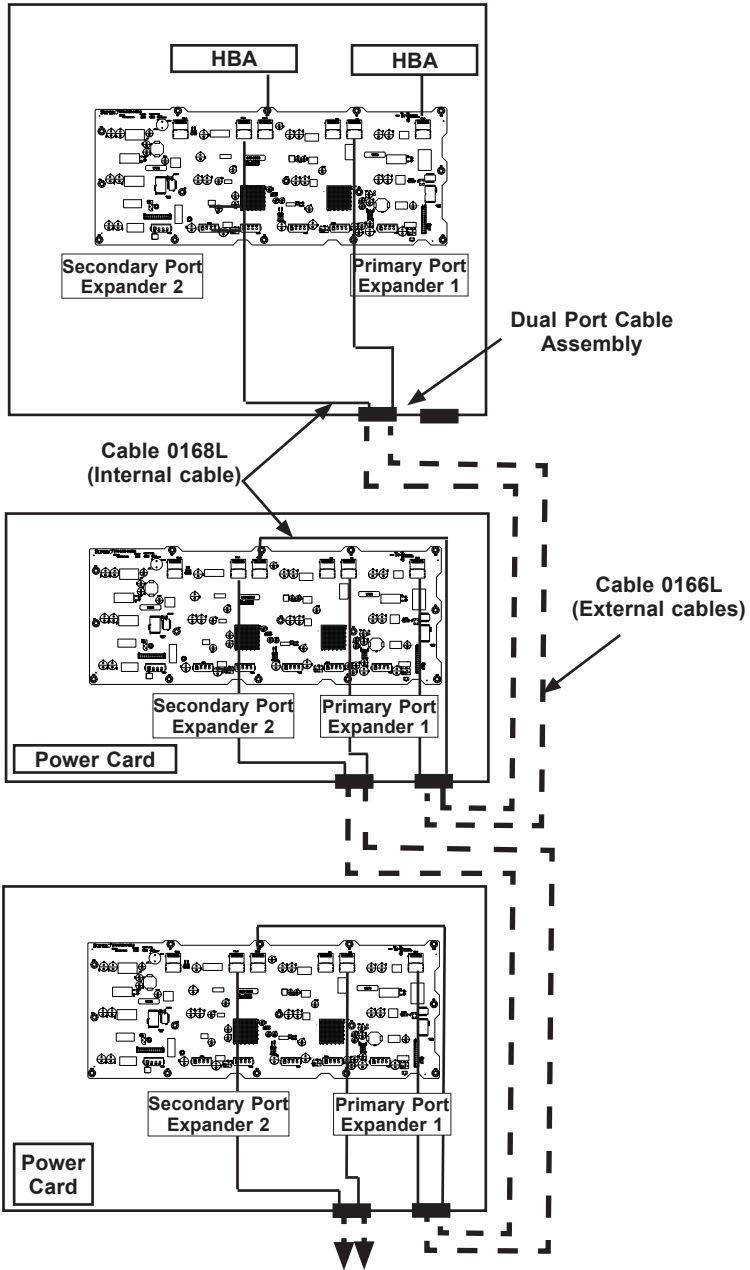 HBA
HBA
Secondary Port
Expander 2
Primary Port
Expander 1
Dual Port Cable
Assembly
Cable 0168L
(Internal cable)
Cable 0166L
(External cables)
Secondary Port
Expander 2
Primary Port
Expander 1
Power Card
Secondary Port
Expander 2
Primary Port
Expander 1
Power
Card